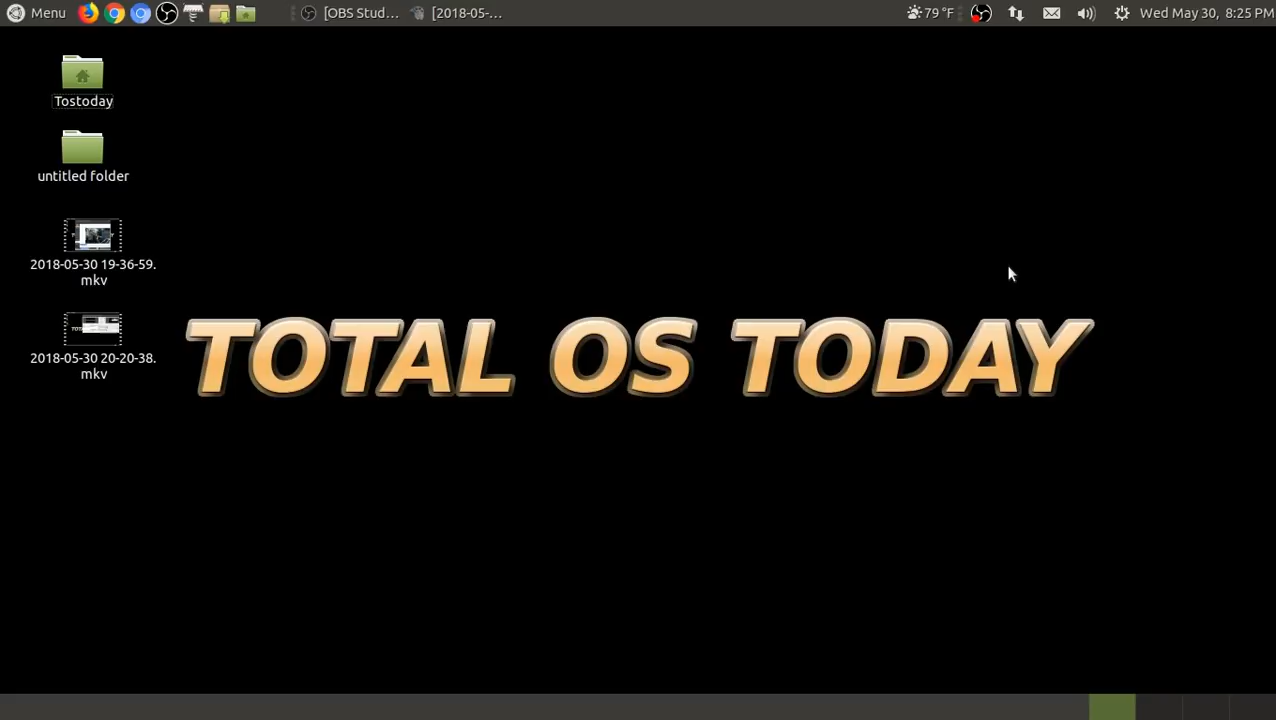 Menu
[OBS Stud...
[2018-05-...
79 °F
Wed May 30, 8:25 PM
Tostoday
untitled folder
2018-05-30 19-36-59.
mkv
2018-05-30 20-20-38.
mkv
TOTAL OS TODAY